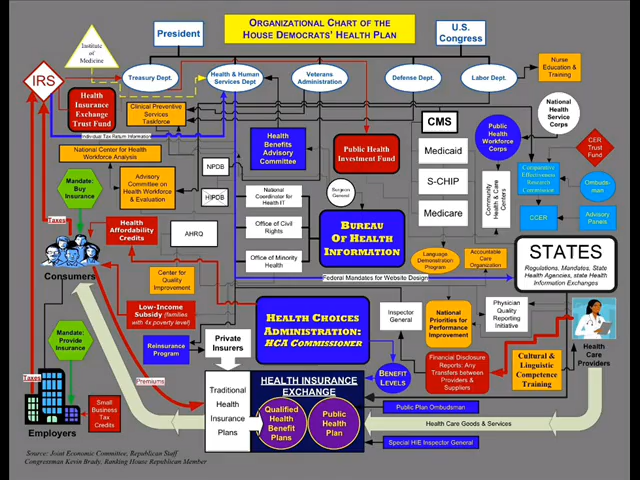 ORGANIZATIONAL CHART OF THE
HOUSE DEMOCRATS' HEALTH PLAN
President
U.S.
Congress
Institute
of
Medicine
IRS
Treasury Dept.
Health & Human
Services Dept
Veterans
Administration
Defense Dept.
Labor Dept.
Nurse
Education &
Training
Health
Insurance
Exchange
Trust Fund
Clinical Preventive
Services
Taskforce
National
Health
Service
Corps
CMS
Individual Tax Return Information
Health
Benefits
Advisory
Committee
Public Health
Investment Fund
Public
Health
Workforce
Corps
CER
Trust
Fund
National Center for Health
Workforce Analysis
Medicaid
NPDB
Comparative
Effectiveness
Research
Commission
Ombuds-
man
Mandate:
Buy
Insurance
Advisory
Committee on
Health Workforce
& Evaluation
S-CHIP
HIPDB
National
Coordinator for
Health IT
Surgeon
General
Community
Health & Care
Centers
Medicare
CCER
Advisory
Panels
Taxes
Health
Affordability
Credits
AHRQ
Office of Civil
Rights
BUREAU
OF HEALTH
INFORMATION
Consumers
Office of Minority
Health
Language
Demonstration
Program
Accountable
Care
Organization
STATES
Regulations, Mandates, State
Health Agencies, state Health
Information Exchanges
Center for
Quality
Improvement
Federal Mandates for Website Design
Low-Income
Subsidy (families
with 4x poverty level)
HEALTH CHOICES
ADMINISTRATION:
HCA COMMISSIONER
Inspector
General
National
Priorities for
Performance
Improvement
Physician
Quality
Reporting
Initiative
Mandate:
Provide
Insurance
Reinsurance
Program
Private
Insurers
Health
Care
Providers
Financial Disclosure
Reports: Any
Transfers between
Providers &
Suppliers
Cultural &
Linguistic
Competence
Training
BENEFIT
LEVELS
Taxes
Premiums
Traditional
Health
Insurance
Plans
HEALTH INSURANCE
EXCHANGE
Qualified
Health
Benefit
Plans
Public
Health
Plan
Small
Business
Tax
Credits
Public Plan Ombudsman
Health Care Goods & Services
Employers
Special HIE Inspector General
Source: Joint Economic Committee, Republican Staff
Congressman Kevin Brady, Ranking House Republican Member